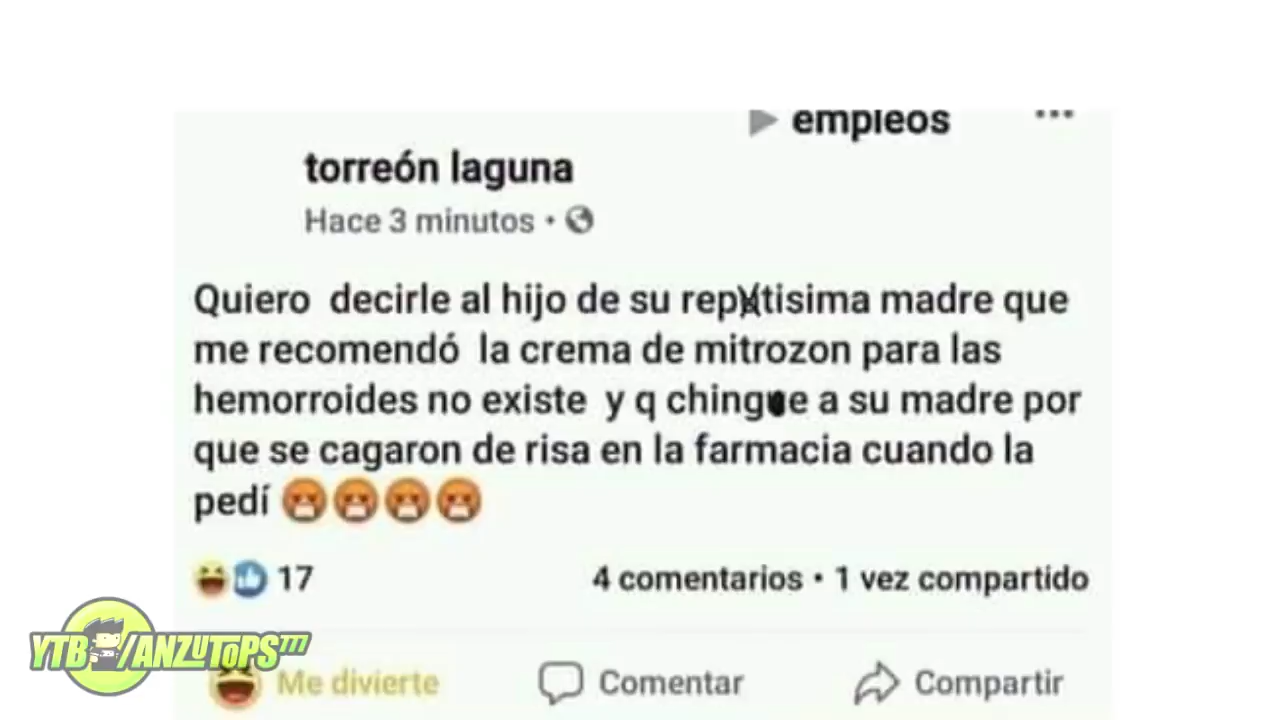 empleos
torreón laguna
Hace 3 minutos •
Quiero decirle al hijo de su reptisima madre que
me recomendó la crema de mitrozon para las
hemorroides no existe y q chingue a su madre por
que se cagaron de risa en la farmacia cuando la
pedí
17
4 comentarios • 1 vez compartido
YTB/ANZUTOPS777
Me divierte
Comentar
Compartir